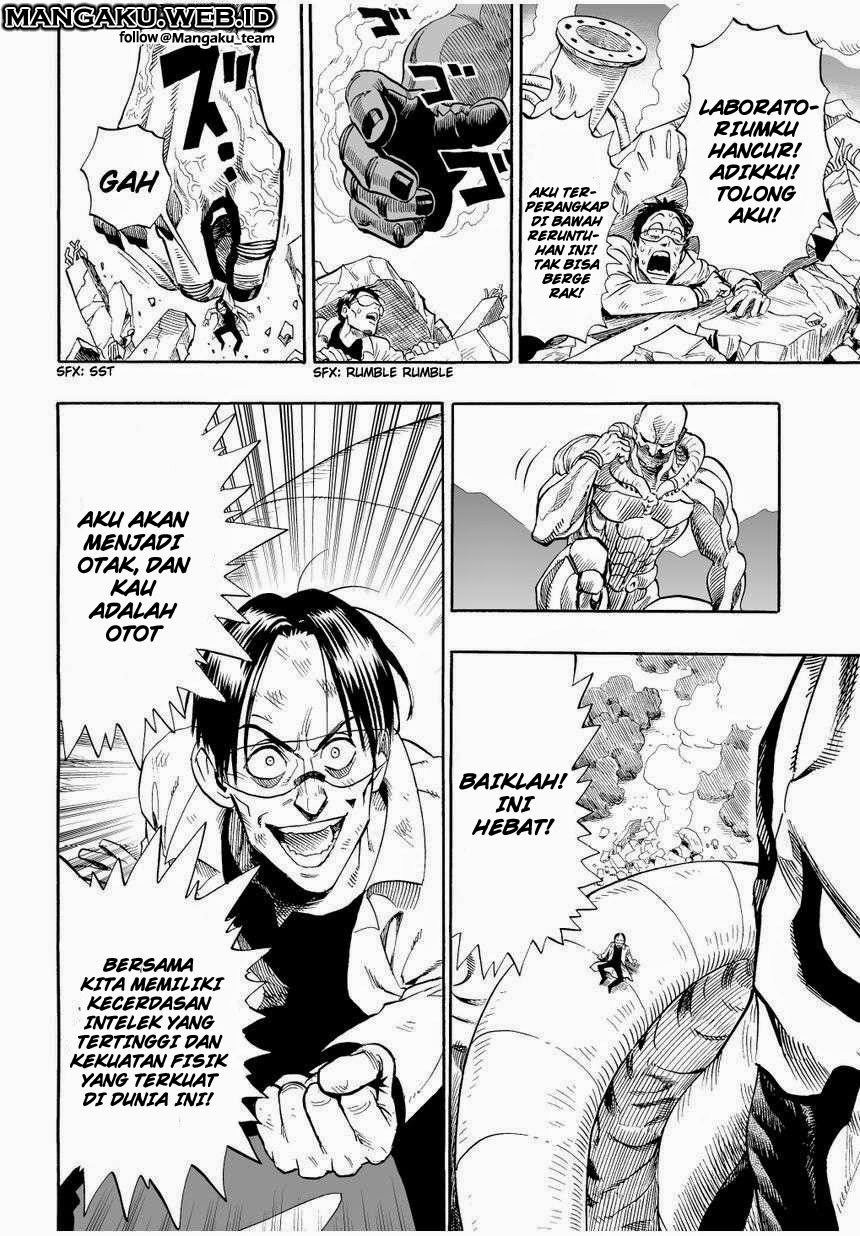 MANGAKU.WEB.ID
follow @Mangaku_team
LABORATO-
RIUMKU
HANCUR!
ADIKKU!
TOLONG
AKU!
AKU TER-
PERANGKAP
DI BAWAH
RERUNTU-
HAN INI!
TAK BISA
BERGE
RAK!
ゴ
ゴ
ゴ
SFX: RUMBLE RUMBLE
ズ
GAH
SFX: SST
BAIKLAH!
INI
HEBAT!
AKU AKAN
MENJADI
OTAK, DAN
KAU
ADALAH
OTOT
BERSAMA
KITA MEMILIKI
KECERDASAN
INTELEK YANG
TERTINGGI DAN
KEKUATAN FISIK
YANG TERKUAT
DI DUNIA INI!